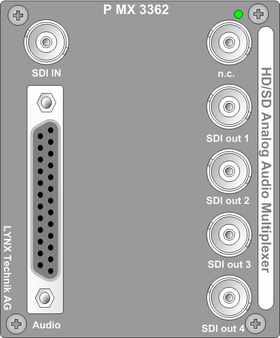 P MX 3362
SDI IN
n.c.
SDI out 1
SDI out 2
SDI out 3
SDI out 4
Audio
LYNX Technik AG
HD/SD Analog Audio Multiplexer